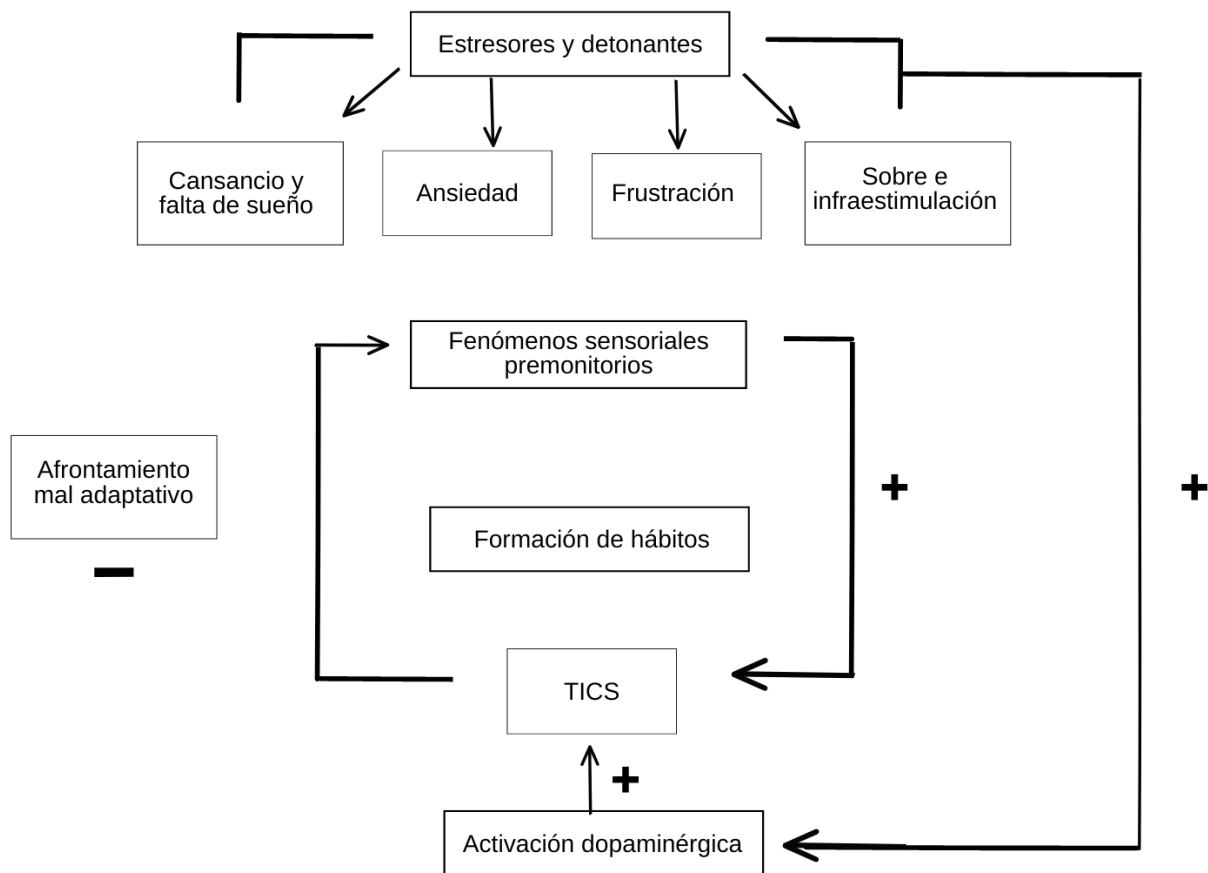 Estresores y detonantes
Cansancio y
falta de sueño
Ansiedad
Frustración
Sobre e
infraestimulación
Fenómenos sensoriales
premonitorios
Afrontamiento
mal adaptativo
−
+
+
Formación de hábitos
TICS
+
Activación dopaminérgica